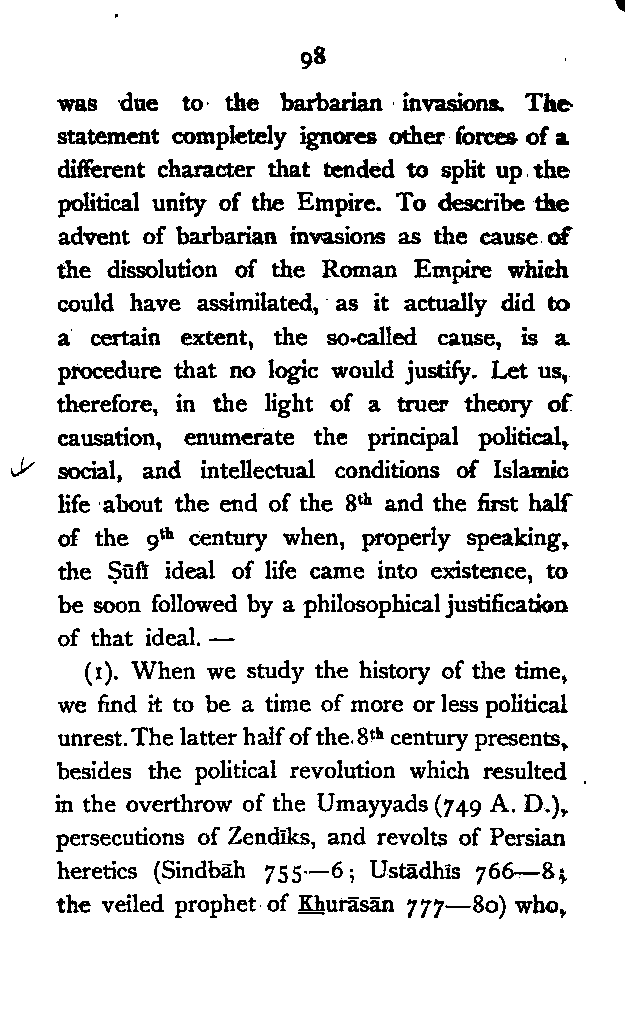 98
was due to the barbarian invasions. The
statement completely ignores other forces of a
different character that tended to split up the
political unity of the Empire. To describe the
advent of barbarian invasions as the cause of
the dissolution of the Roman Empire which
could have assimilated, as it actually did to
a certain extent, the so-called cause, is a
procedure that no logic would justify. Let us,
therefore, in the light of a truer theory of
causation, enumerate the principal political,
social, and intellectual conditions of Islamic
life about the end of the 8th and the first half
of the 9th century when, properly speaking,
the Ṣūfī ideal of life came into existence, to
be soon followed by a philosophical justification
of that ideal. —
(1). When we study the history of the time,
we find it to be a time of more or less political
unrest. The latter half of the 8th century presents,
besides the political revolution which resulted
in the overthrow of the Umayyads (749 A. D.),
persecutions of Zendīks, and revolts of Persian
heretics (Sindbāh 755—6; Ustādhīs 766—8;
the veiled prophet of Khurāsān 777—80) who,